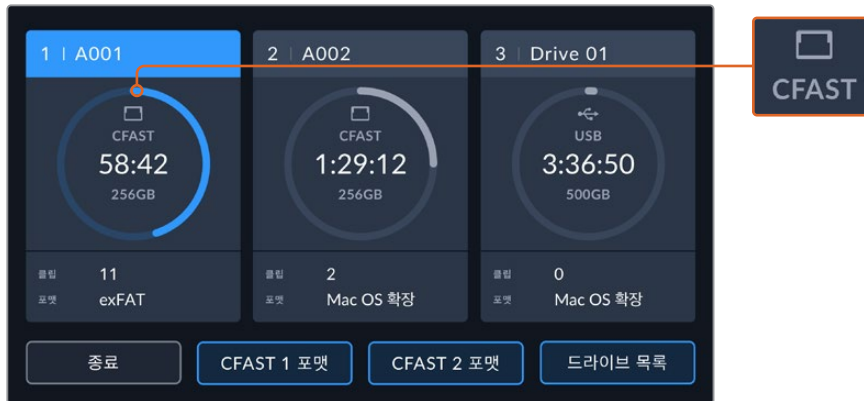 1 | A001
CFAST
58:42
256GB
클립 11
포맷 exFAT
2 | A002
CFAST
1:29:12
256GB
클립 2
포맷 Mac OS 확장
3 | Drive 01
USB
3:36:50
500GB
클립 0
포맷 Mac OS 확장
종료
CFAST 1 포맷
CFAST 2 포맷
드라이브 목록
CFAST